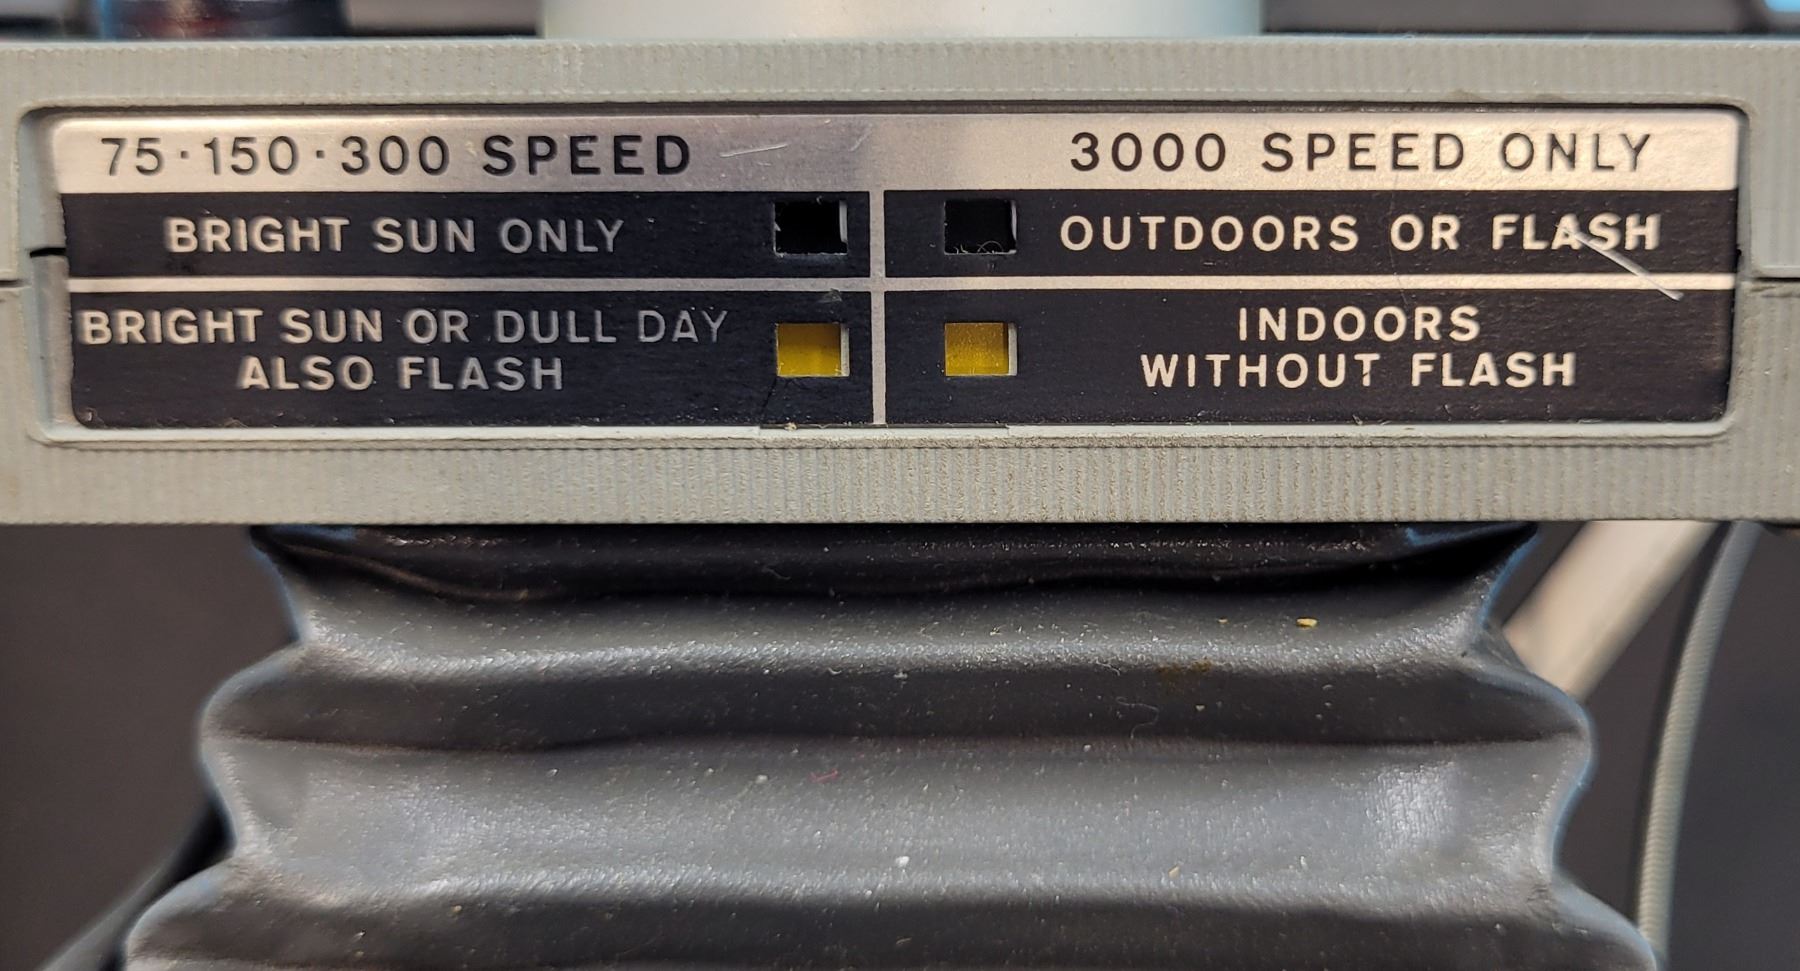 75·150·300 SPEED
3000 SPEED ONLY
BRIGHT SUN ONLY
OUTDOORS OR FLASH
BRIGHT SUN OR DULL DAY
ALSO FLASH
INDOORS
WITHOUT FLASH